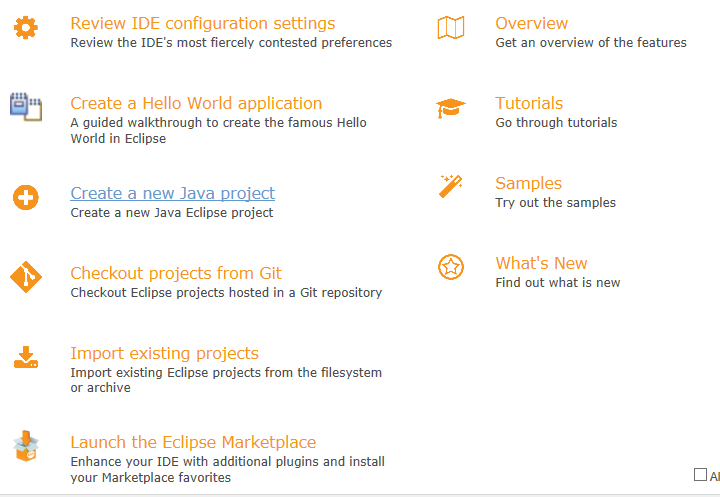 Review IDE configuration settings
Review the IDE's most fiercely contested preferences
Create a Hello World application
A guided walkthrough to create the famous Hello
World in Eclipse
Create a new Java project
Create a new Java Eclipse project
Checkout projects from Git
Checkout Eclipse projects hosted in a Git repository
Import existing projects
Import existing Eclipse projects from the filesystem
or archive
Launch the Eclipse Marketplace
Enhance your IDE with additional plugins and install
your Marketplace favorites
Overview
Get an overview of the features
Tutorials
Go through tutorials
Samples
Try out the samples
What's New
Find out what is new